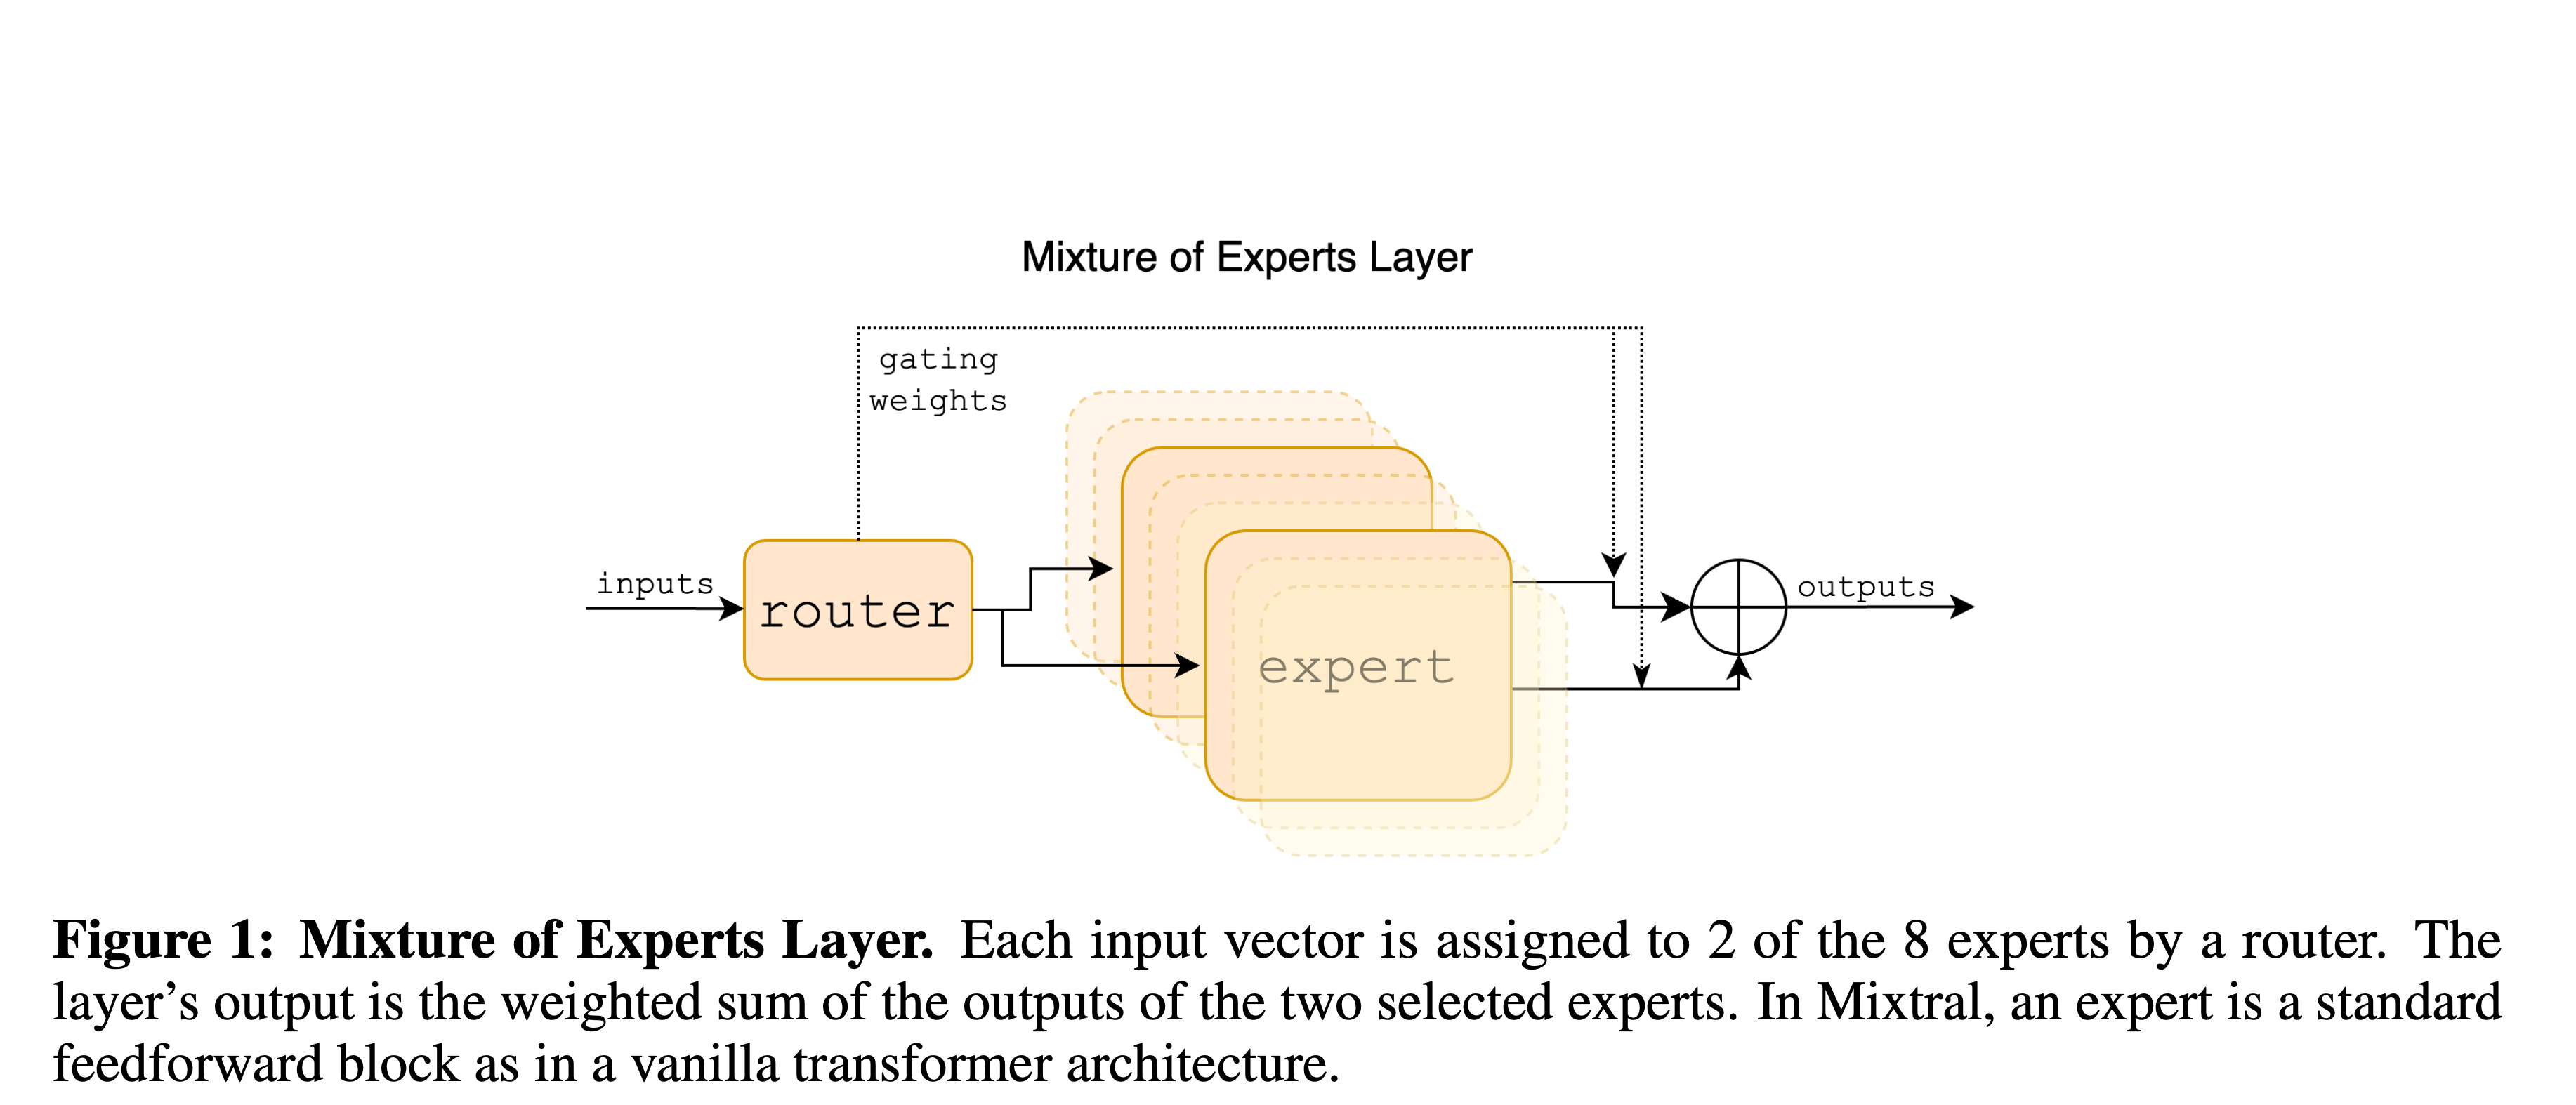 Mixture of Experts Layer
gating
weights
inputs
router
expert
outputs
Figure 1: Mixture of Experts Layer. Each input vector is assigned to 2 of the 8 experts by a router. The
layer’s output is the weighted sum of the outputs of the two selected experts. In Mixtral, an expert is a standard
feedforward block as in a vanilla transformer architecture.